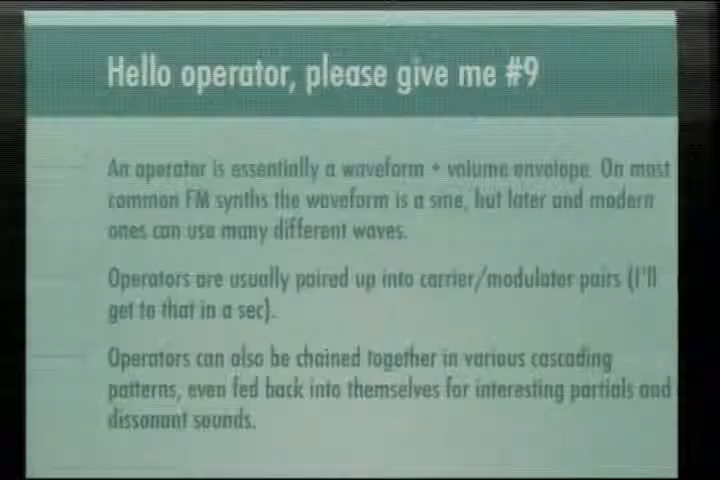 Hello operator, please give me #9
An operator is essentially a waveform + volume envelope. On most
common FM synths the waveform is a sine, but later and modern
ones can use many different waves.
Operators are usually paired up into carrier/modulator pairs (I'll
get to that in a sec).
Operators can also be chained together in various cascading
patterns, even fed back into themselves for interesting partials and
dissonant sounds.